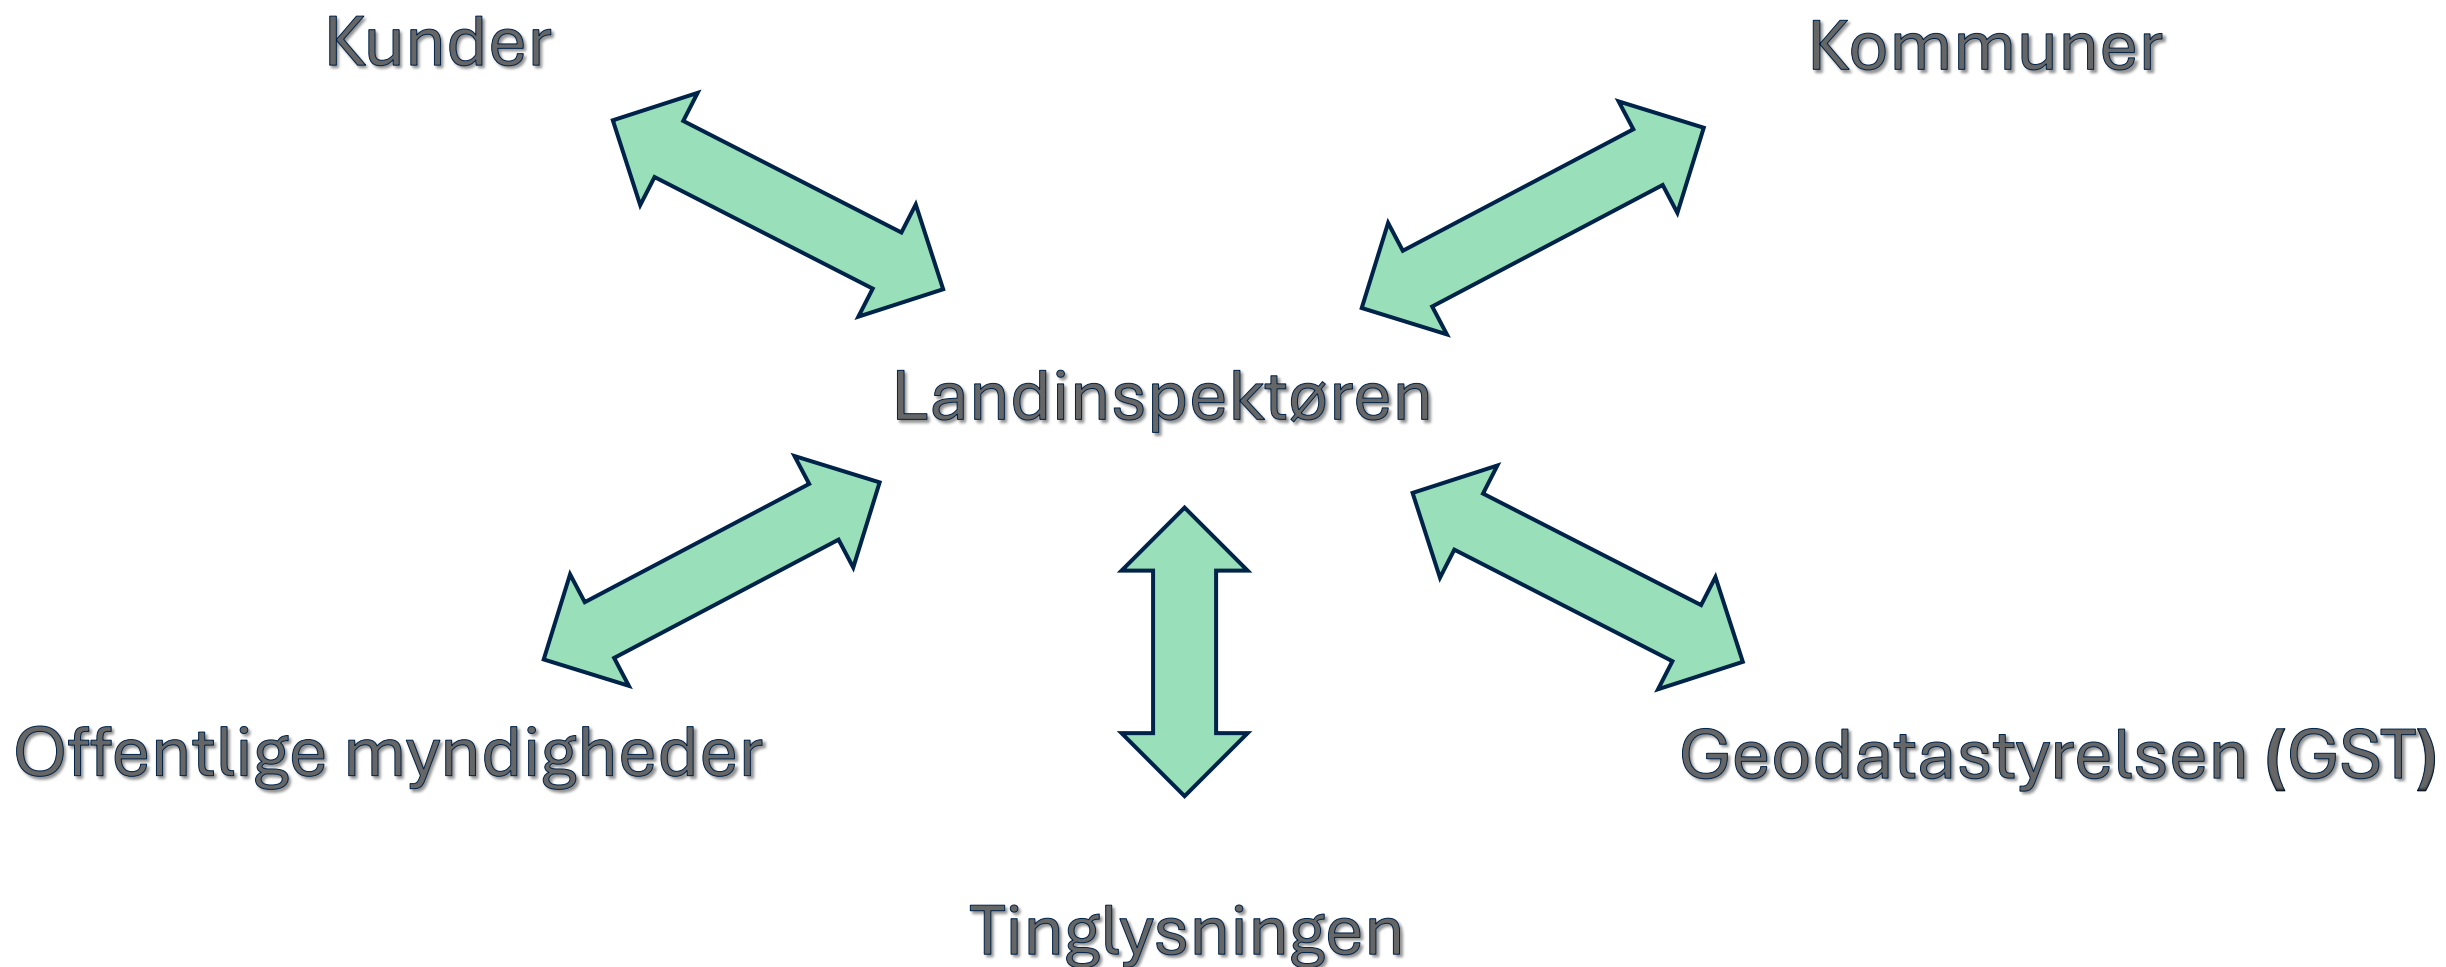 Kunder
Kommuner
Landinspektøren
Offentlige myndigheder
Geodatastyrelsen (GST)
Tinglysningen